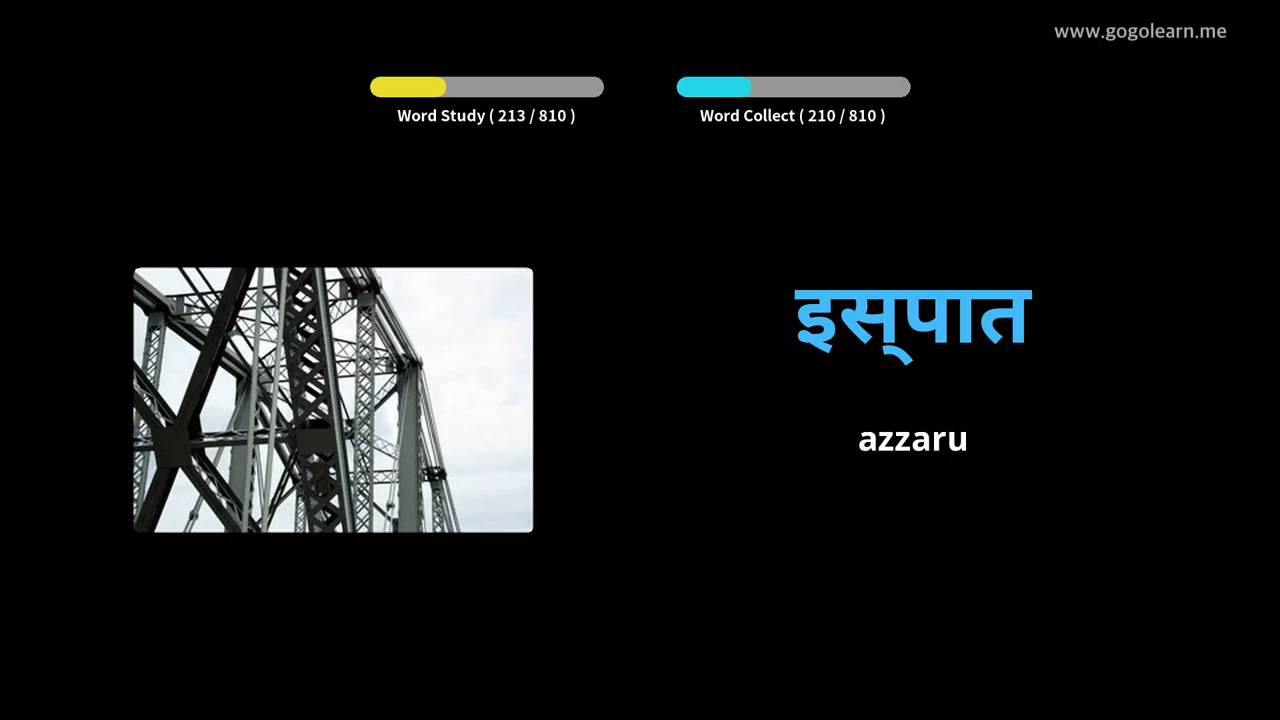 www.gogolearn.me
Word Study ( 213 / 810 )
Word Collect ( 210 / 810 )
इस्‌पात
azzaru